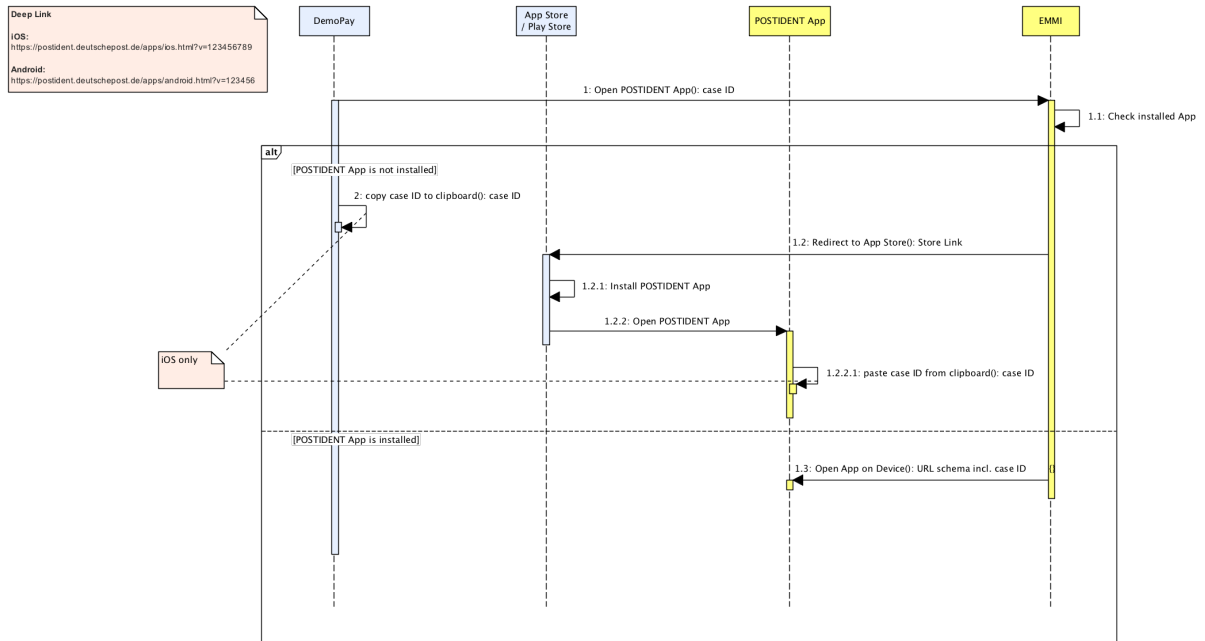 Deep Link
iOS:
https://postident.deutschepost.de/apps/ios.html?v=123456789
Android:
https://postident.deutschepost.de/apps/android.html?v=123456
DemoPay
App Store
/ Play Store
POSTIDENT App
EMMI
1: Open POSTIDENT App(): case ID
1.1: Check installed App
alt
[POSTIDENT App is not installed]
2: copy case ID to clipboard(): case ID
1.2: Redirect to App Store(): Store Link
1.2.1: Install POSTIDENT App
1.2.2: Open POSTIDENT App
iOS only
1.2.2.1: paste case ID from clipboard(): case ID
[POSTIDENT App is installed]
1.3: Open App on Device(): URL schema incl. case ID
{}